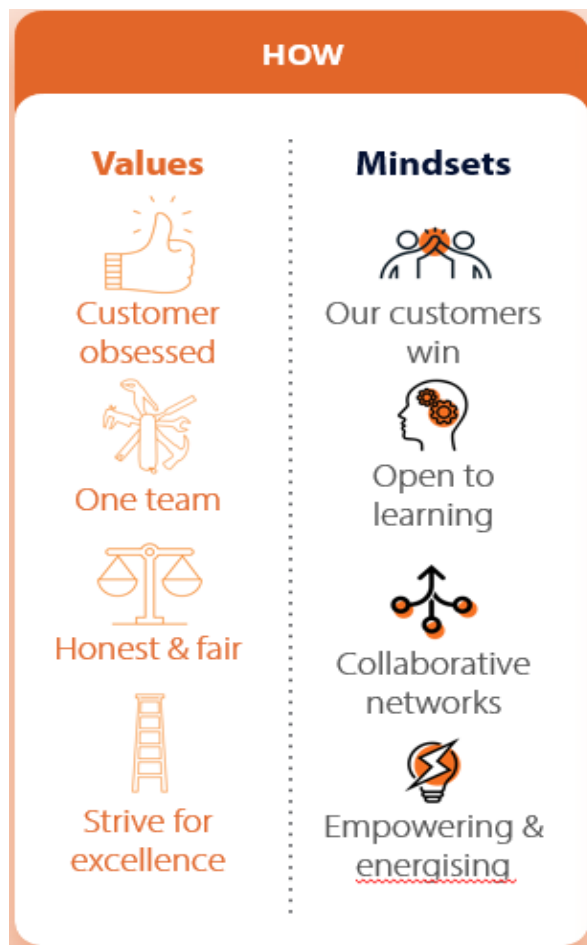 HOW
Values
Customer
obsessed
One team
Honest & fair
Strive for
excellence
Mindsets
Our customers
win
Open to
learning
Collaborative
networks
Empowering &
energising